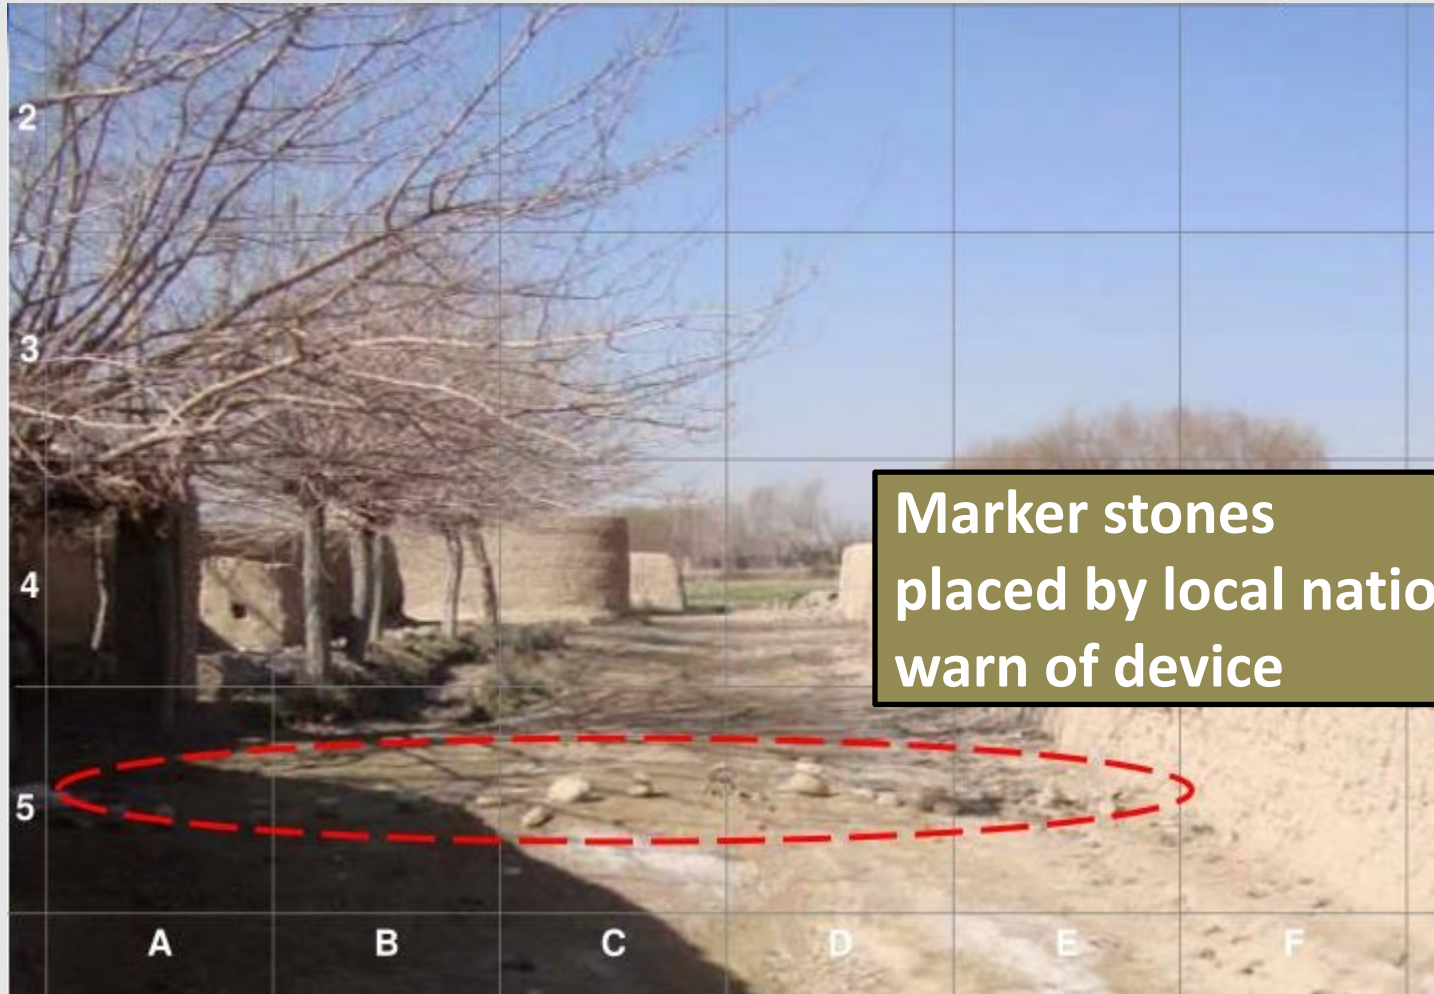 2
3
4
5
Marker stones
placed by local natio
warn of device
A B C D E F